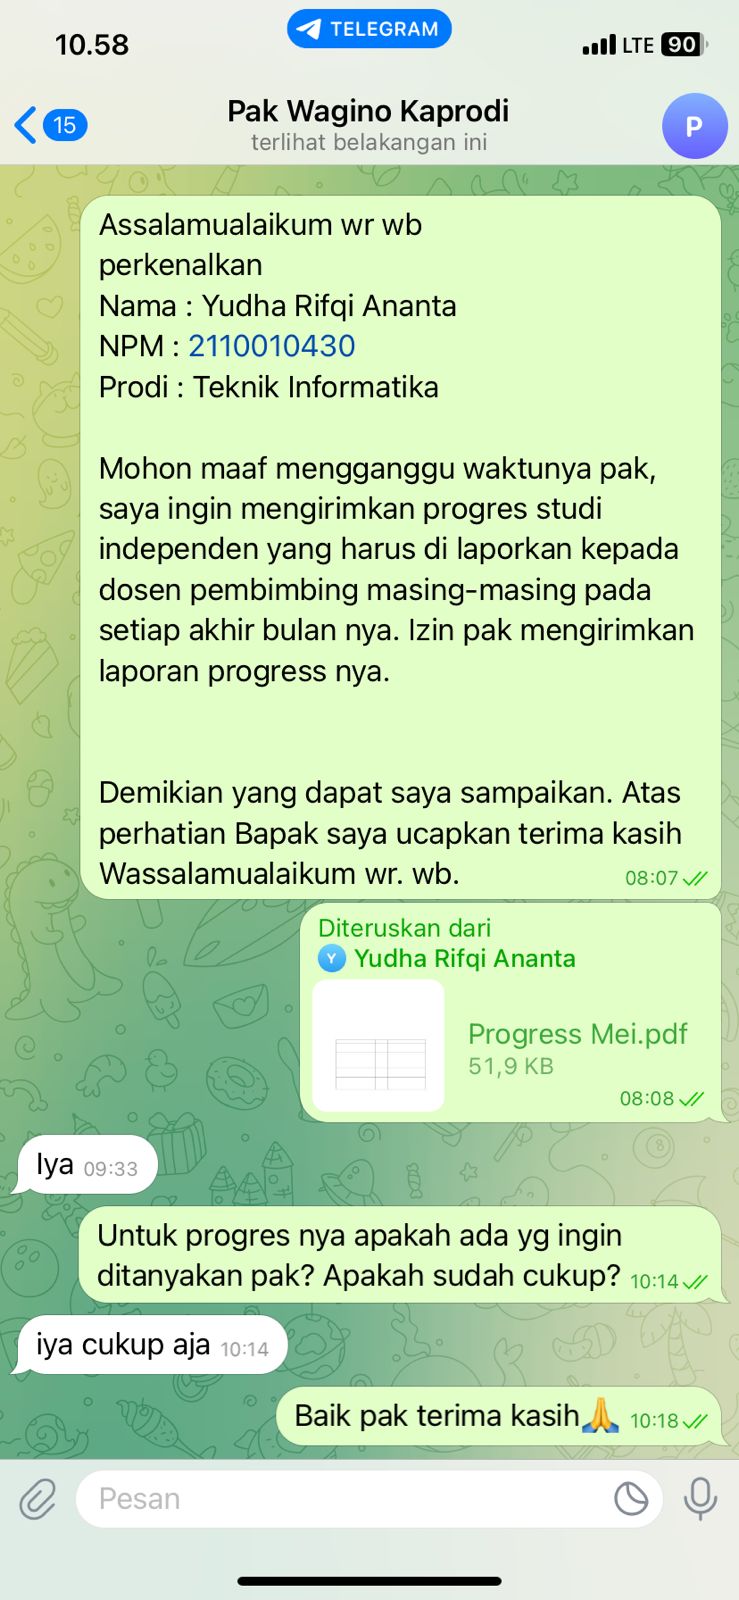 10.58
TELEGRAM
LTE 90
15
Pak Wagino Kaprodi
terlihat belakangan ini
P
Assalamualaikum wr wb
perkenalkan
Nama : Yudha Rifqi Ananta
NPM : 2110010430
Prodi : Teknik Informatika
Mohon maaf mengganggu waktunya pak,
saya ingin mengirimkan progres studi
independen yang harus di laporkan kepada
dosen pembimbing masing-masing pada
setiap akhir bulan nya. Izin pak mengirimkan
laporan progress nya.
Demikian yang dapat saya sampaikan. Atas
perhatian Bapak saya ucapkan terima kasih
Wassalamualaikum wr. wb. 08:07
Diteruskan dari
Y Yudha Rifqi Ananta
Progress Mei.pdf
51,9 KB
08:08
Iya 09:33
Untuk progres nya apakah ada yg ingin
ditanyakan pak? Apakah sudah cukup? 10:14
iya cukup aja 10:14
Baik pak terima kasih🙏 10:18
Pesan